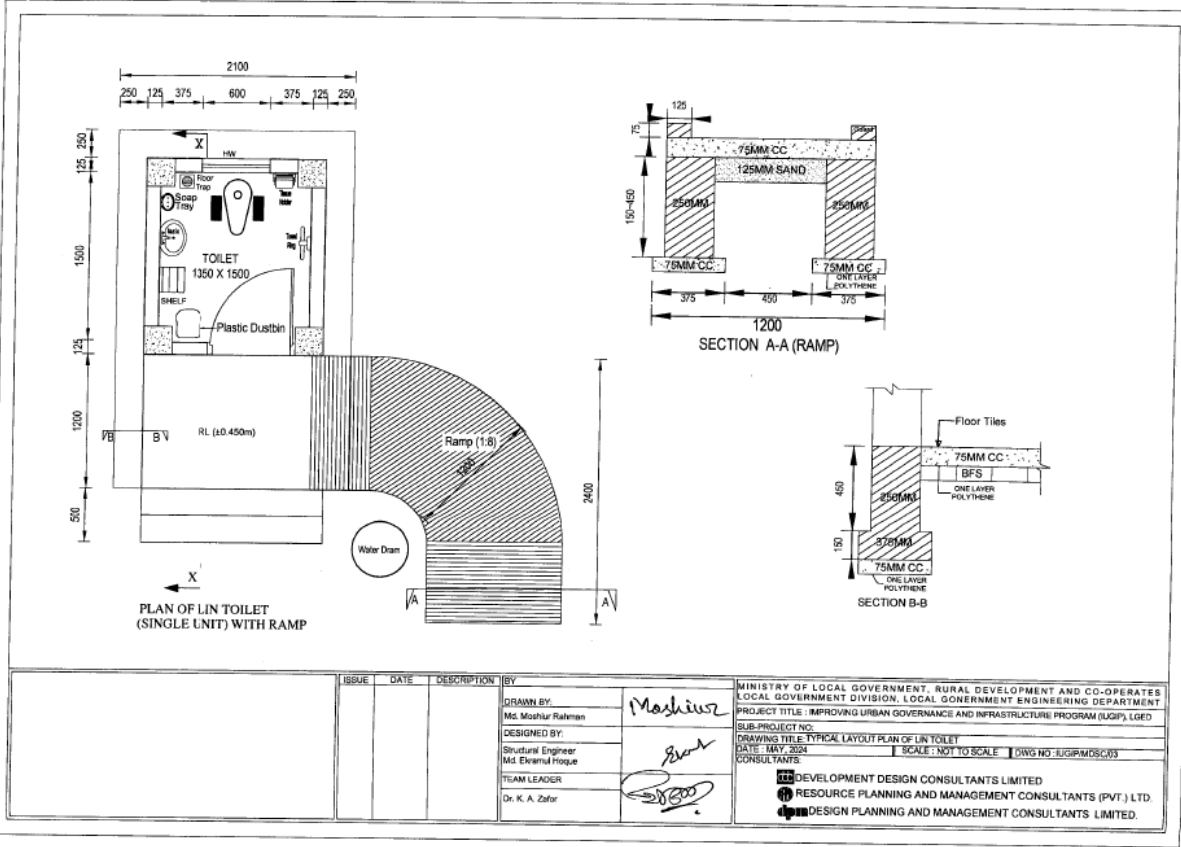 2100
250 125 375 600 375 125 250
250
125
1500
125
1200
500
X
HW
Floor
Trap
Soap
Tray
Tissue
Holder
Towel
Ring
TOILET
1350 X 1500
SHELF
Plastic Dustbin
B B
RL (±0.450m)
Ramp (1:8)
1200
2400
Water Dram
A A
X
PLAN OF LIN TOILET
(SINGLE UNIT) WITH RAMP
125
75
75MM CC
125MM SAND
150-450
250MM 250MM
75MM CC 75MM CC
ONE LAYER
POLYTHENE
375 450 375
1200
SECTION A-A (RAMP)
Floor Tiles
75MM CC
BFS
ONE LAYER
POLYTHENE
450
250MM
150
375MM
75MM CC
ONE LAYER
POLYTHENE
SECTION B-B
ISSUE DATE DESCRIPTION BY
DRAWN BY:
Md. Moshiur Rahman
Moshiur
DESIGNED BY:
Structural Engineer
Md. Ekramul Hoque
TEAM LEADER
Dr. K. A. Zafor
MINISTRY OF LOCAL GOVERNMENT, RURAL DEVELOPMENT AND CO-OPERATES
LOCAL GOVERNMENT DIVISION, LOCAL GONERNMENT ENGINEERING DEPARTMENT
PROJECT TITLE : IMPROVING URBAN GOVERNANCE AND INFRASTRUCTURE PROGRAM (IUGIP), LGED
SUB-PROJECT NO:
DRAWING TITLE: TYPICAL LAYOUT PLAN OF LIN TOILET
DATE : MAY, 2024 SCALE : NOT TO SCALE DWG NO :IUGIP/MDSC/03
CONSULTANTS:
DEVELOPMENT DESIGN CONSULTANTS LIMITED
RESOURCE PLANNING AND MANAGEMENT CONSULTANTS (PVT.) LTD.
dpm DESIGN PLANNING AND MANAGEMENT CONSULTANTS LIMITED.